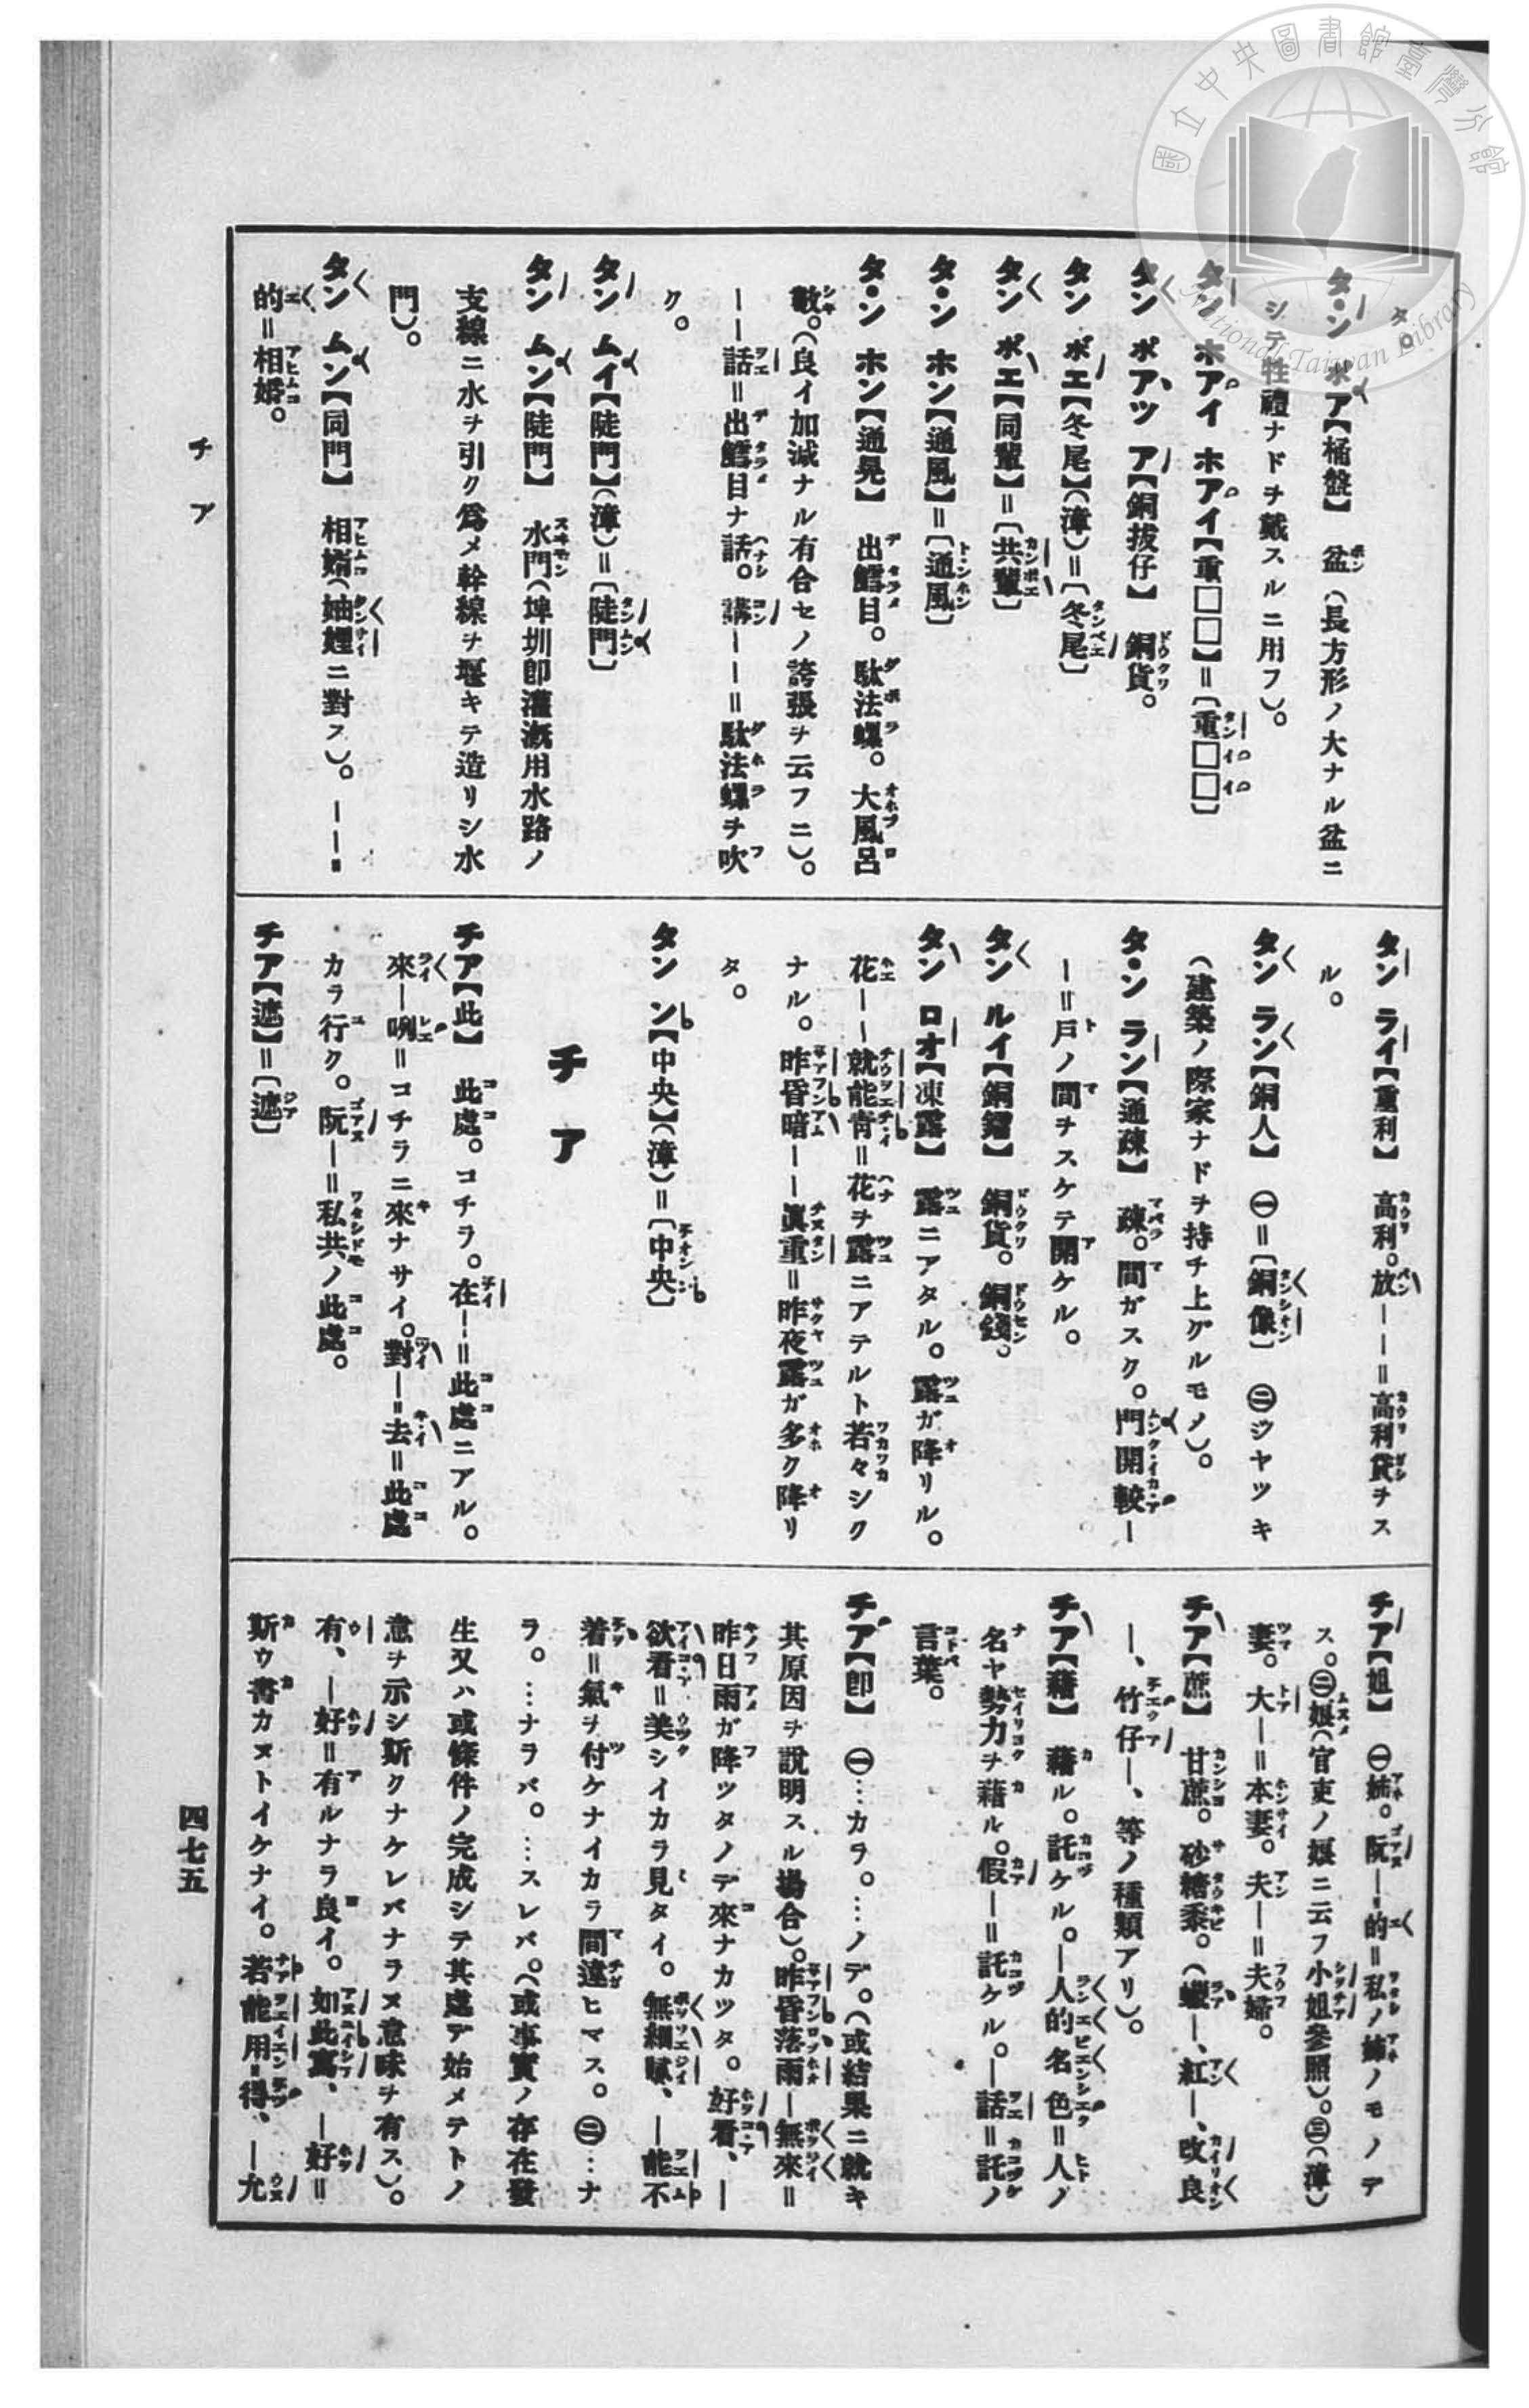 國立中央圖書館臺灣分館
National Taiwan Library
タ。
タ・ン ポア【桶盤】 盆(長方形ノ大ナル盆ニ
シテ牲禮ナドヲ戴スルニ用フ)。
タン ホアイ ホアイ【重□□】=〔重□□〕
タン ポアツ ア【銅拔仔】 銅貨。
タン ポエ【冬尾】(漳)=〔冬尾〕
タン ポエ【同輩】=〔共輩〕
タ・ン ホン【通風】=〔通風〕
タ・ン ホン【通晃】 出鱈目。駄法螺。大風呂
敷。(良イ加減ナル有合セノ誇張ヲ云フニ)。
——話=出鱈目ナ話。講——=駄法螺ヲ吹
ク。
タン ムイ【陡門】(漳)=〔陡門〕
タン ムン【陡門】 水門(埤圳卽灌漑用水路ノ
支線ニ水ヲ引ク爲メ幹線ヲ堰キテ造リシ水
門)。
タン ムン【同門】 相婿(妯娌ニ對ス)。——=
的=相婿。
タン ライ【重利】 高利。放——=高利貸ヲス
ル。
タン ラン【銅人】 ㊀=〔銅像〕 ㊁ジヤツキ
(建築ノ際家ナドヲ持チ上グルモノ)。
タ・ン ラン【通疎】 疎。間ガスク。門開較—
—=戸ノ間ヲスケテ開ケル。
タン ルイ【銅鐳】 銅貨。銅錢。
タン ロオ【凍露】 露ニアタル。露ガ降リル。
花——就能靑=花ヲ露ニアテルト若々シク
ナル。昨昏暗——眞重=昨夜露ガ多ク降リ
タ。
タン ン【中央】(漳)=〔中央〕
チア
チア【此】 此處。コチラ。在—=此處ニアル。
來—咧=コチラニ來ナサイ。對—=去=此處
カラ行ク。阮—=私共ノ此處。
チア【遮】=〔遮〕
チア【姐】 ㊀姉。阮—=的=私ノ姉ノモノデ
ス。㊁娘(官吏ノ娘ニ云フ小姐參照)。㊂(漳)
妻。大—=本妻。夫—=夫婦。
チア【蔗】 甘蔗。砂糖黍。(蠟—、紅—、改良
—、竹仔—、等ノ種類アリ)。
チア【藉】 藉ル。託ケル。—人的名色=人ノ
名ヤ勢力ヲ藉ル。假—=託ケル。—話=託ノ
言葉。
チア【卽】 ㊀…カラ。…ノデ。(或結果ニ就キ
其原因ヲ說明スル場合)。昨昏落雨—無來=
昨日雨ガ降ツタノデ來ナカツタ。好看、—
欲看=美シイカラ見タイ。無細膩、—能不
着=氣ヲ付ケナイカラ間違ヒマス。㊁…ナ
ラ。…ナラバ。…スレバ。(或事實ノ存在發
生又ハ或條件ノ完成シテ其處デ始メテトノ
意ヲ示シ斯クナケレバナラヌ意味ヲ有ス)。
有、—好=有ルナラ良イ。如此寫、—好=
斯ウ書カヌトイケナイ。若能用=得、—允
チア
四七五